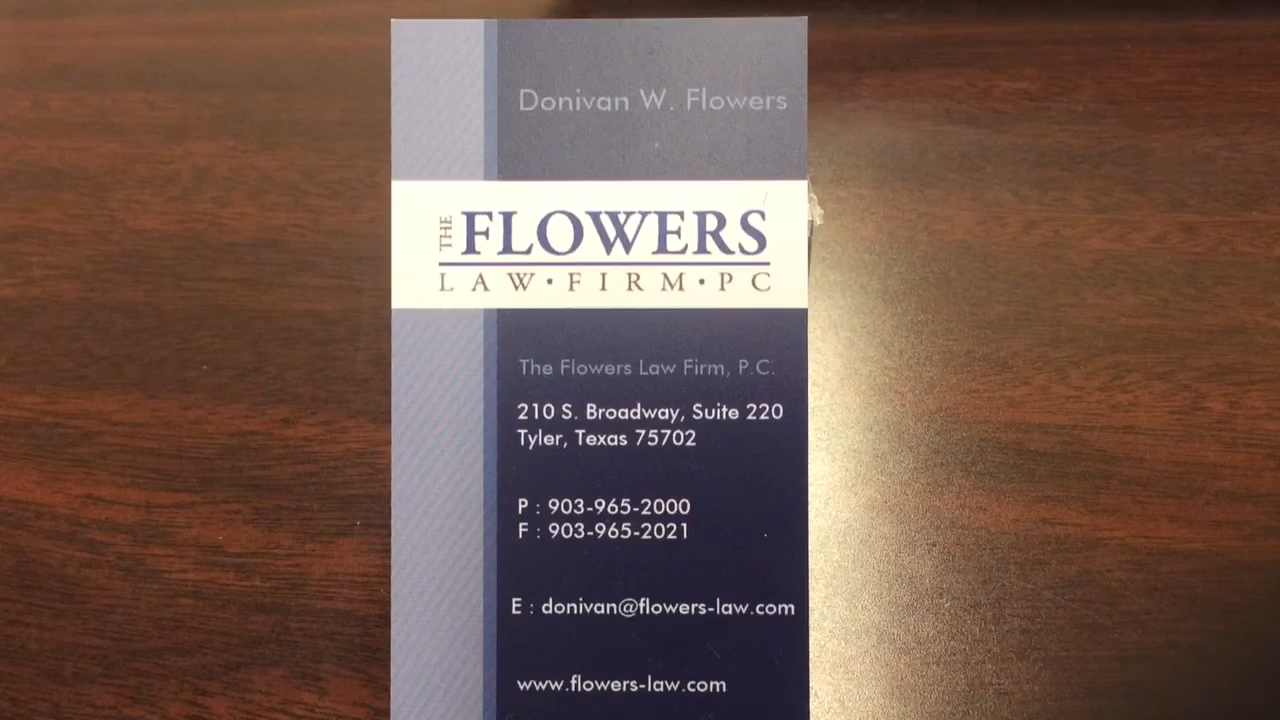 Donivan W. Flowers
THE FLOWERS
LAW • FIRM • PC
The Flowers Law Firm, P.C.
210 S. Broadway, Suite 220
Tyler, Texas 75702
P : 903-965-2000
F : 903-965-2021
E : donivan@flowers-law.com
www.flowers-law.com